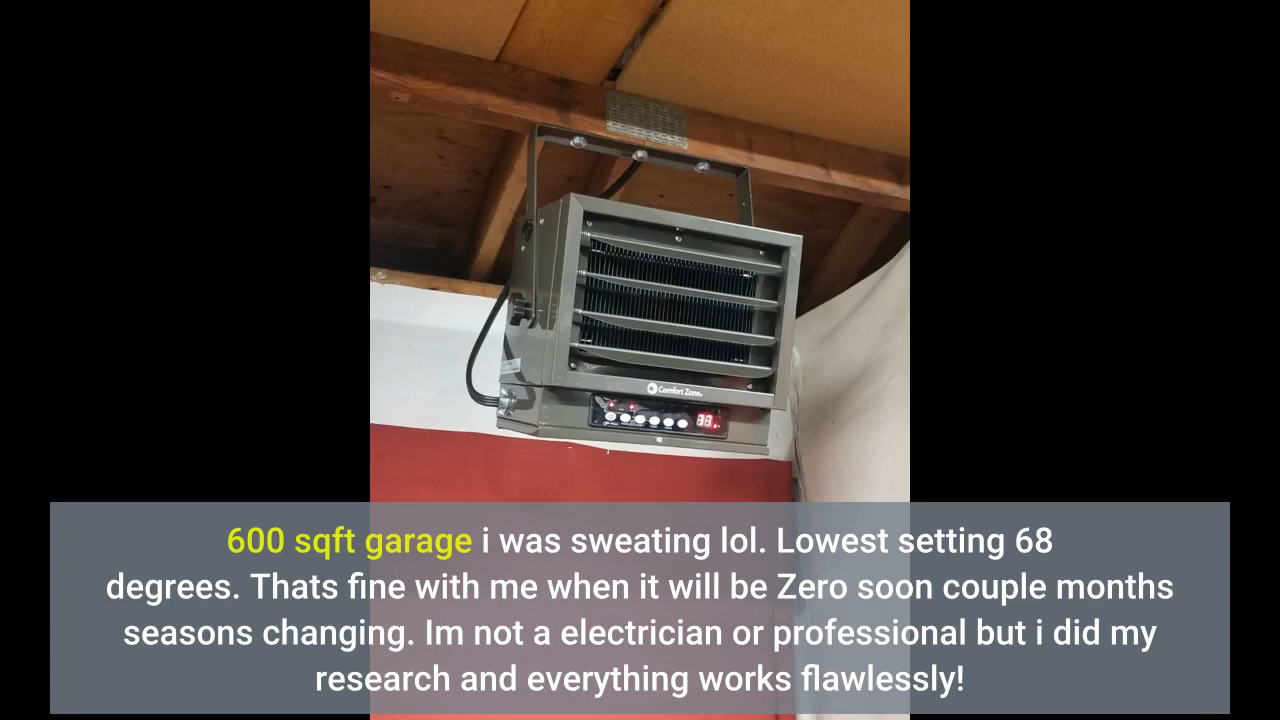 Comfort Zone
600 sqft garage i was sweating lol. Lowest setting 68
degrees. Thats fine with me when it will be Zero soon couple months
seasons changing. Im not a electrician or professional but i did my
research and everything works flawlessly!